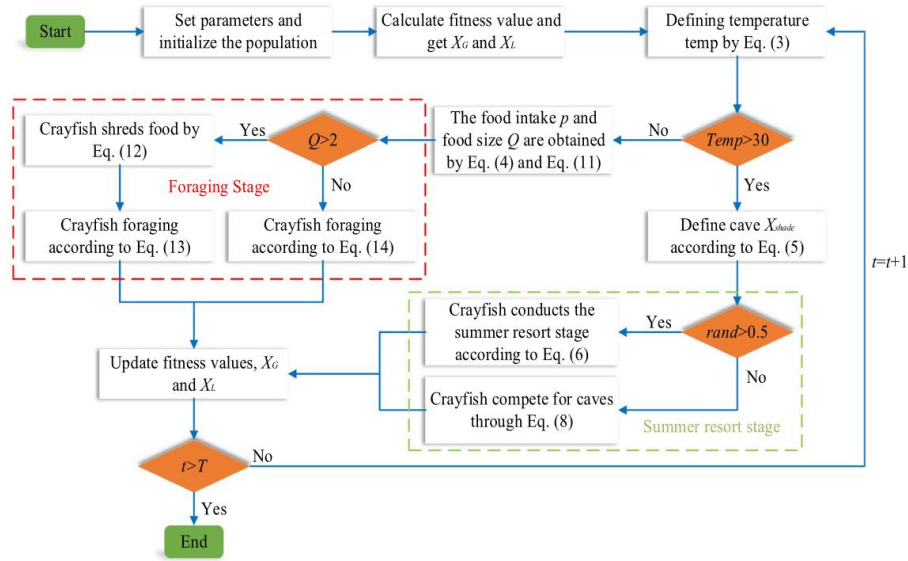 Start
Set parameters and
initialize the population
Calculate fitness value and
get X_G and X_L
Defining temperature
temp by Eq. (3)
Crayfish shreds food by
Eq. (12)
Yes
Q>2
The food intake p and
food size Q are obtained
by Eq. (4) and Eq. (11)
No
Temp>30
Foraging Stage
No
Yes
Crayfish foraging
according to Eq. (13)
Crayfish foraging
according to Eq. (14)
Define cave X_shade
according to Eq. (5)
t=t+1
Crayfish conducts the
summer resort stage
according to Eq. (6)
Yes
rand>0.5
Update fitness values, X_G
and X_L
No
Crayfish compete for caves
through Eq. (8)
Summer resort stage
t>T
No
Yes
End